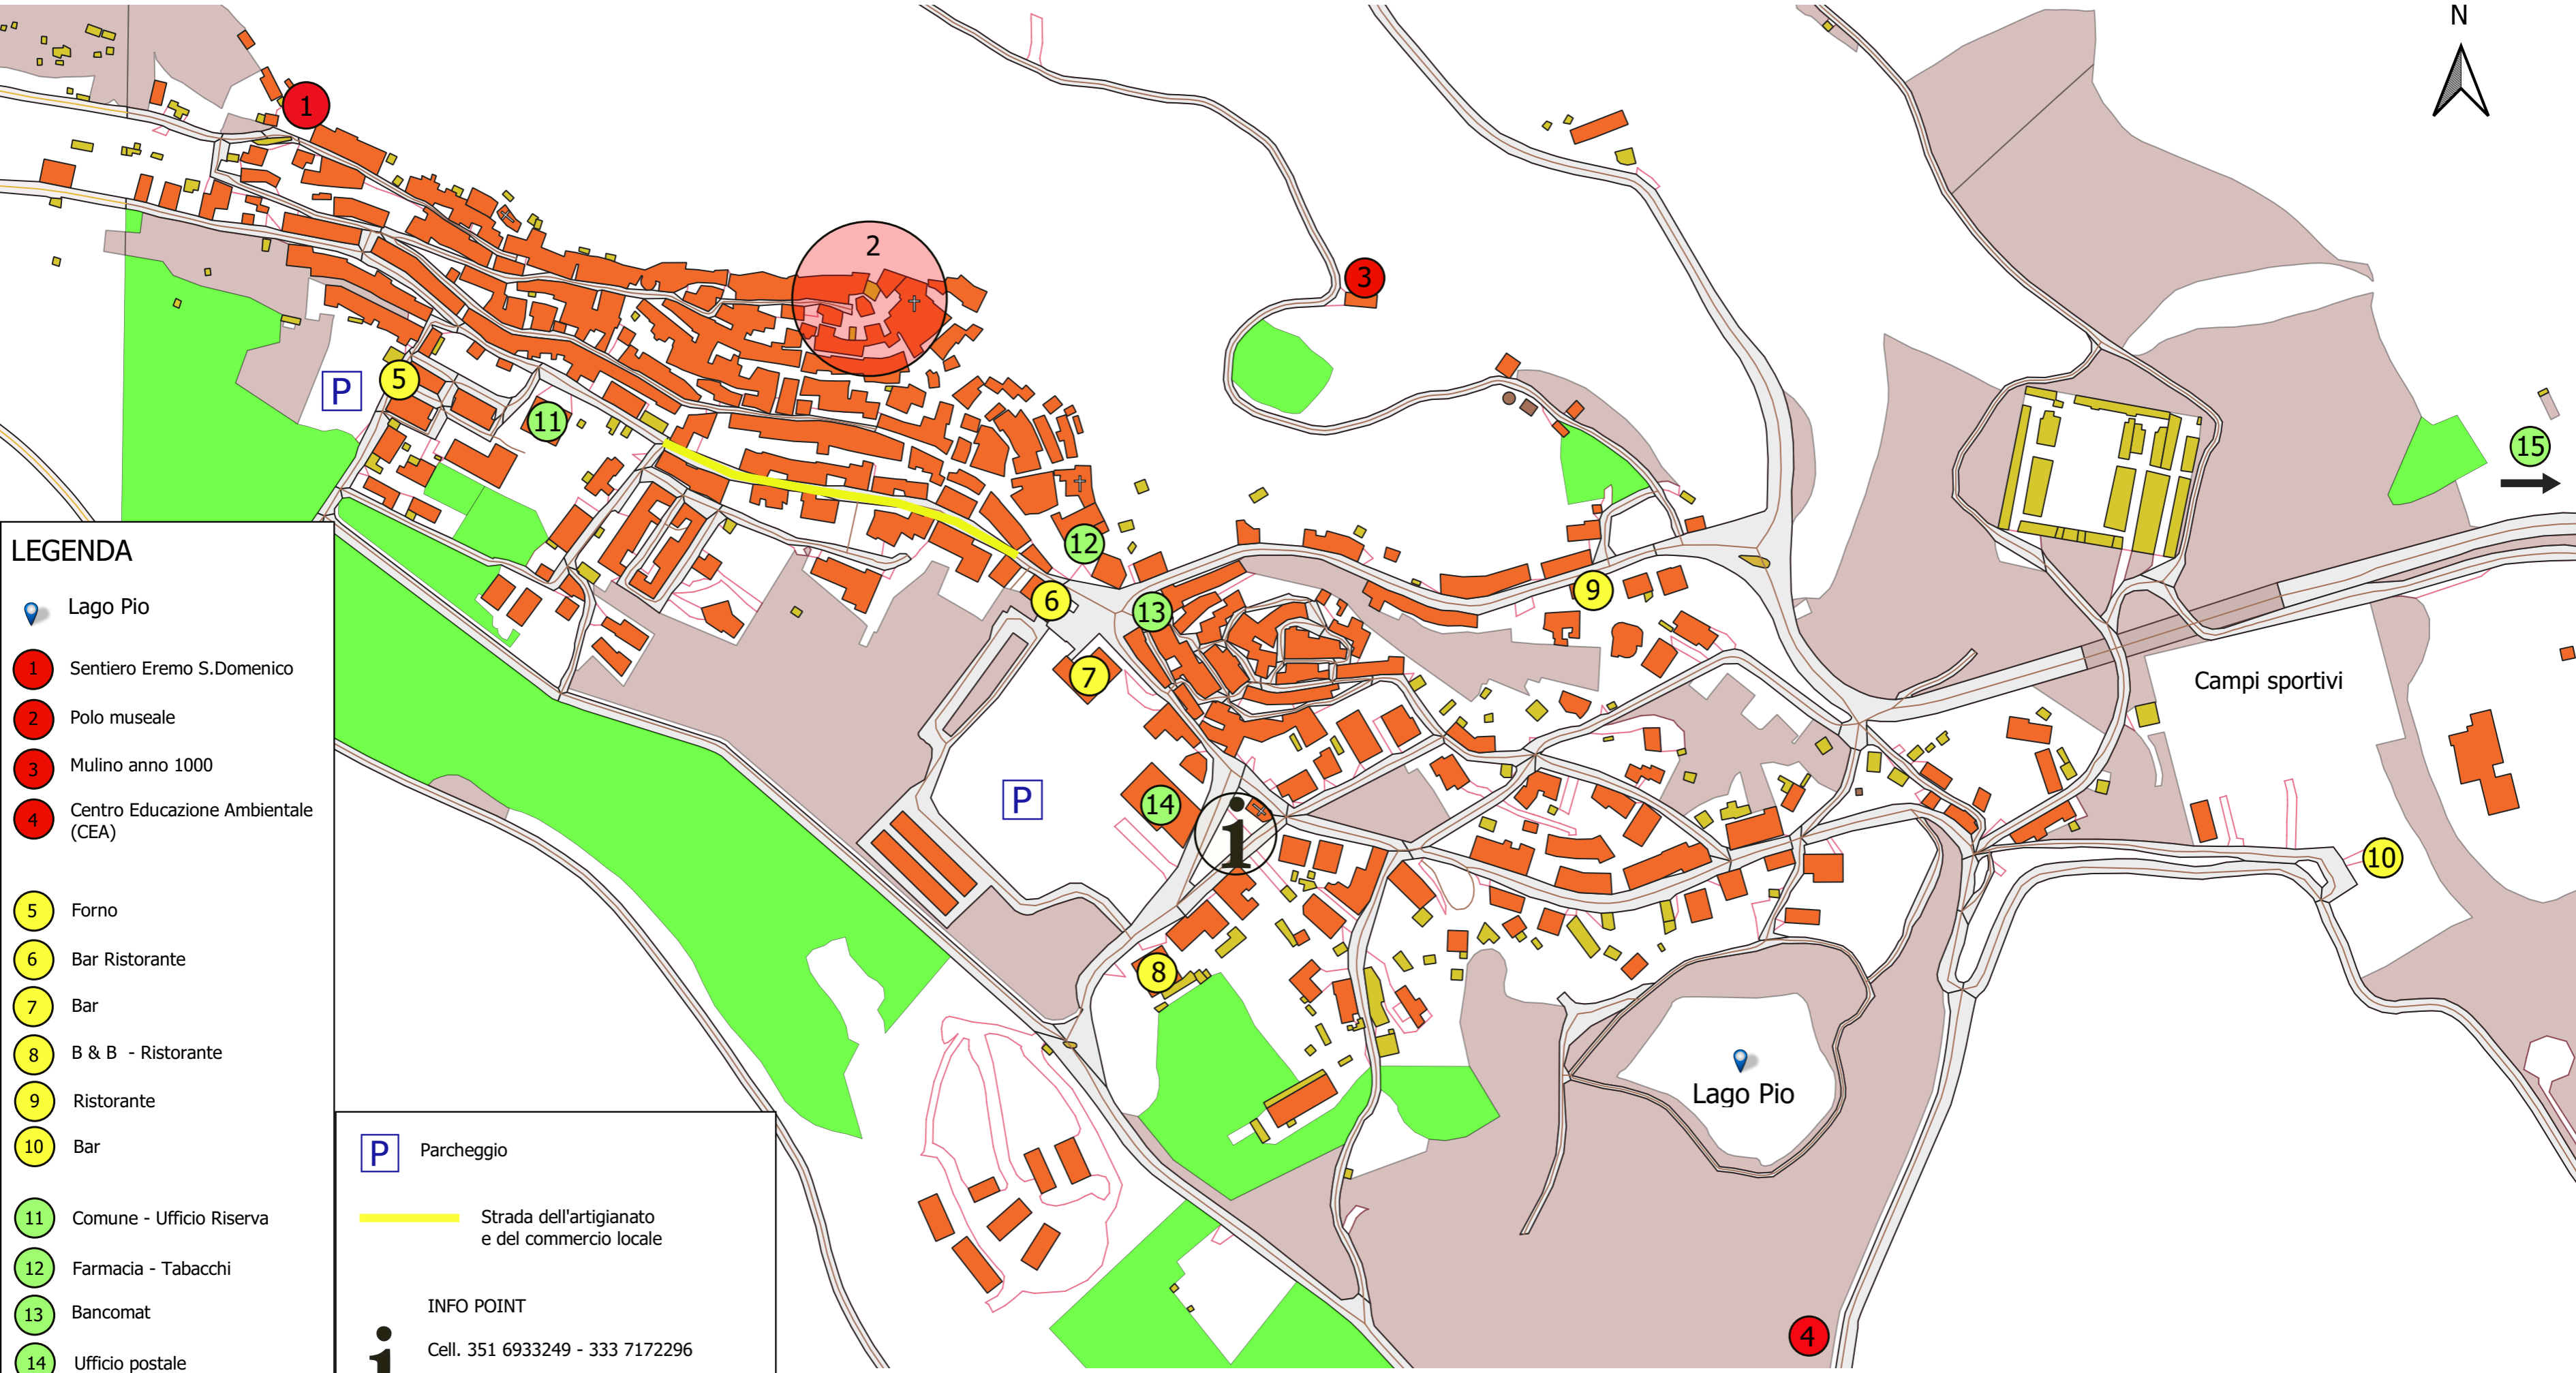 N
1
2
3
P
5
11
15
12
6
13
9
7
Campi sportivi
P
14
i
10
8
Lago Pio
4
LEGENDA
Lago Pio
1 Sentiero Eremo S.Domenico
2 Polo museale
3 Mulino anno 1000
4 Centro Educazione Ambientale
(CEA)
5 Forno
6 Bar Ristorante
7 Bar
8 B & B - Ristorante
9 Ristorante
10 Bar
11 Comune - Ufficio Riserva
12 Farmacia - Tabacchi
13 Bancomat
14 Ufficio postale
P Parcheggio
Strada dell'artigianato
e del commercio locale
INFO POINT
i
Cell. 351 6933249 - 333 7172296